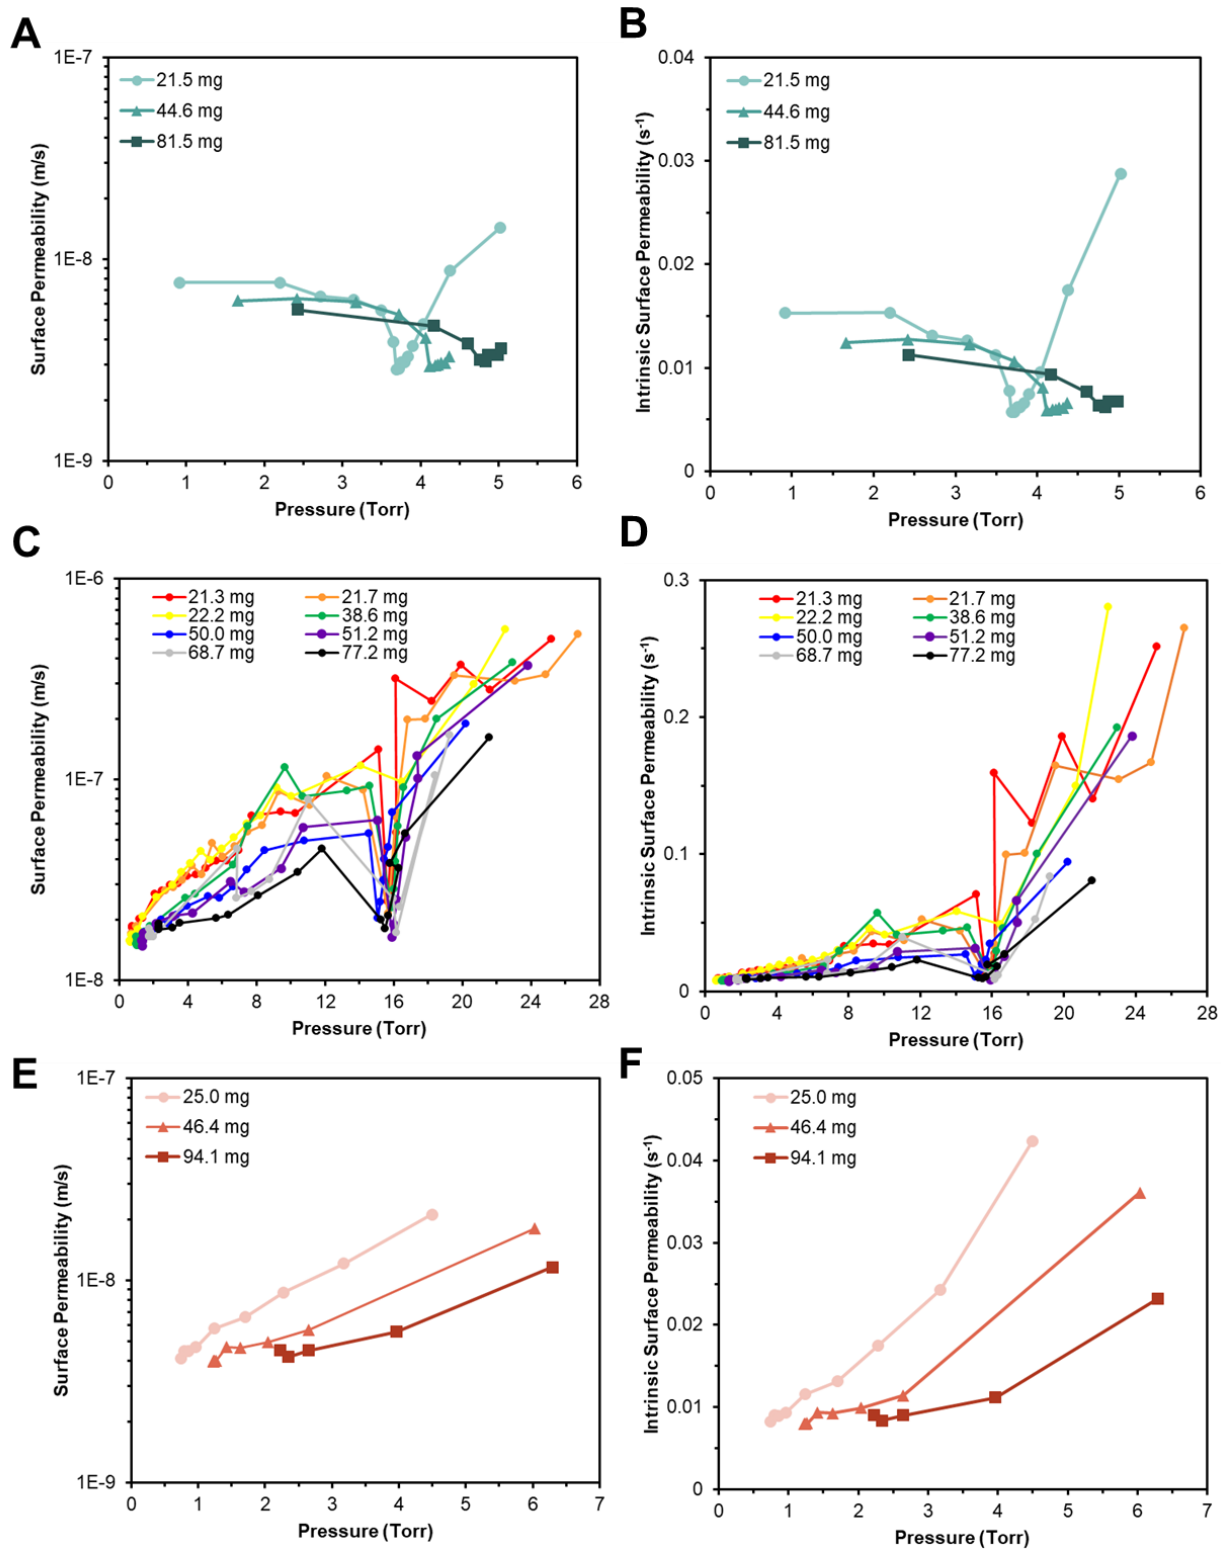 A
1E-7
1E-8
1E-9
Surface Permeability (m/s)
21.5 mg
44.6 mg
81.5 mg
0 1 2 3 4 5 6
Pressure (Torr)
B
0.04
0.03
0.02
0.01
0
Intrinsic Surface Permeability (s⁻¹)
21.5 mg
44.6 mg
81.5 mg
0 1 2 3 4 5 6
Pressure (Torr)
C
1E-6
1E-7
1E-8
Surface Permeability (m/s)
21.3 mg 21.7 mg
22.2 mg 38.6 mg
50.0 mg 51.2 mg
68.7 mg 77.2 mg
0 4 8 12 16 20 24 28
Pressure (Torr)
D
0.3
0.2
0.1
0
Intrinsic Surface Permeability (s⁻¹)
21.3 mg 21.7 mg
22.2 mg 38.6 mg
50.0 mg 51.2 mg
68.7 mg 77.2 mg
0 4 8 12 16 20 24 28
Pressure (Torr)
E
1E-7
1E-8
1E-9
Surface Permeability (m/s)
25.0 mg
46.4 mg
94.1 mg
0 1 2 3 4 5 6 7
Pressure (Torr)
F
0.05
0.04
0.03
0.02
0.01
0
Intrinsic Surface Permeability (s⁻¹)
25.0 mg
46.4 mg
94.1 mg
0 1 2 3 4 5 6 7
Pressure (Torr)